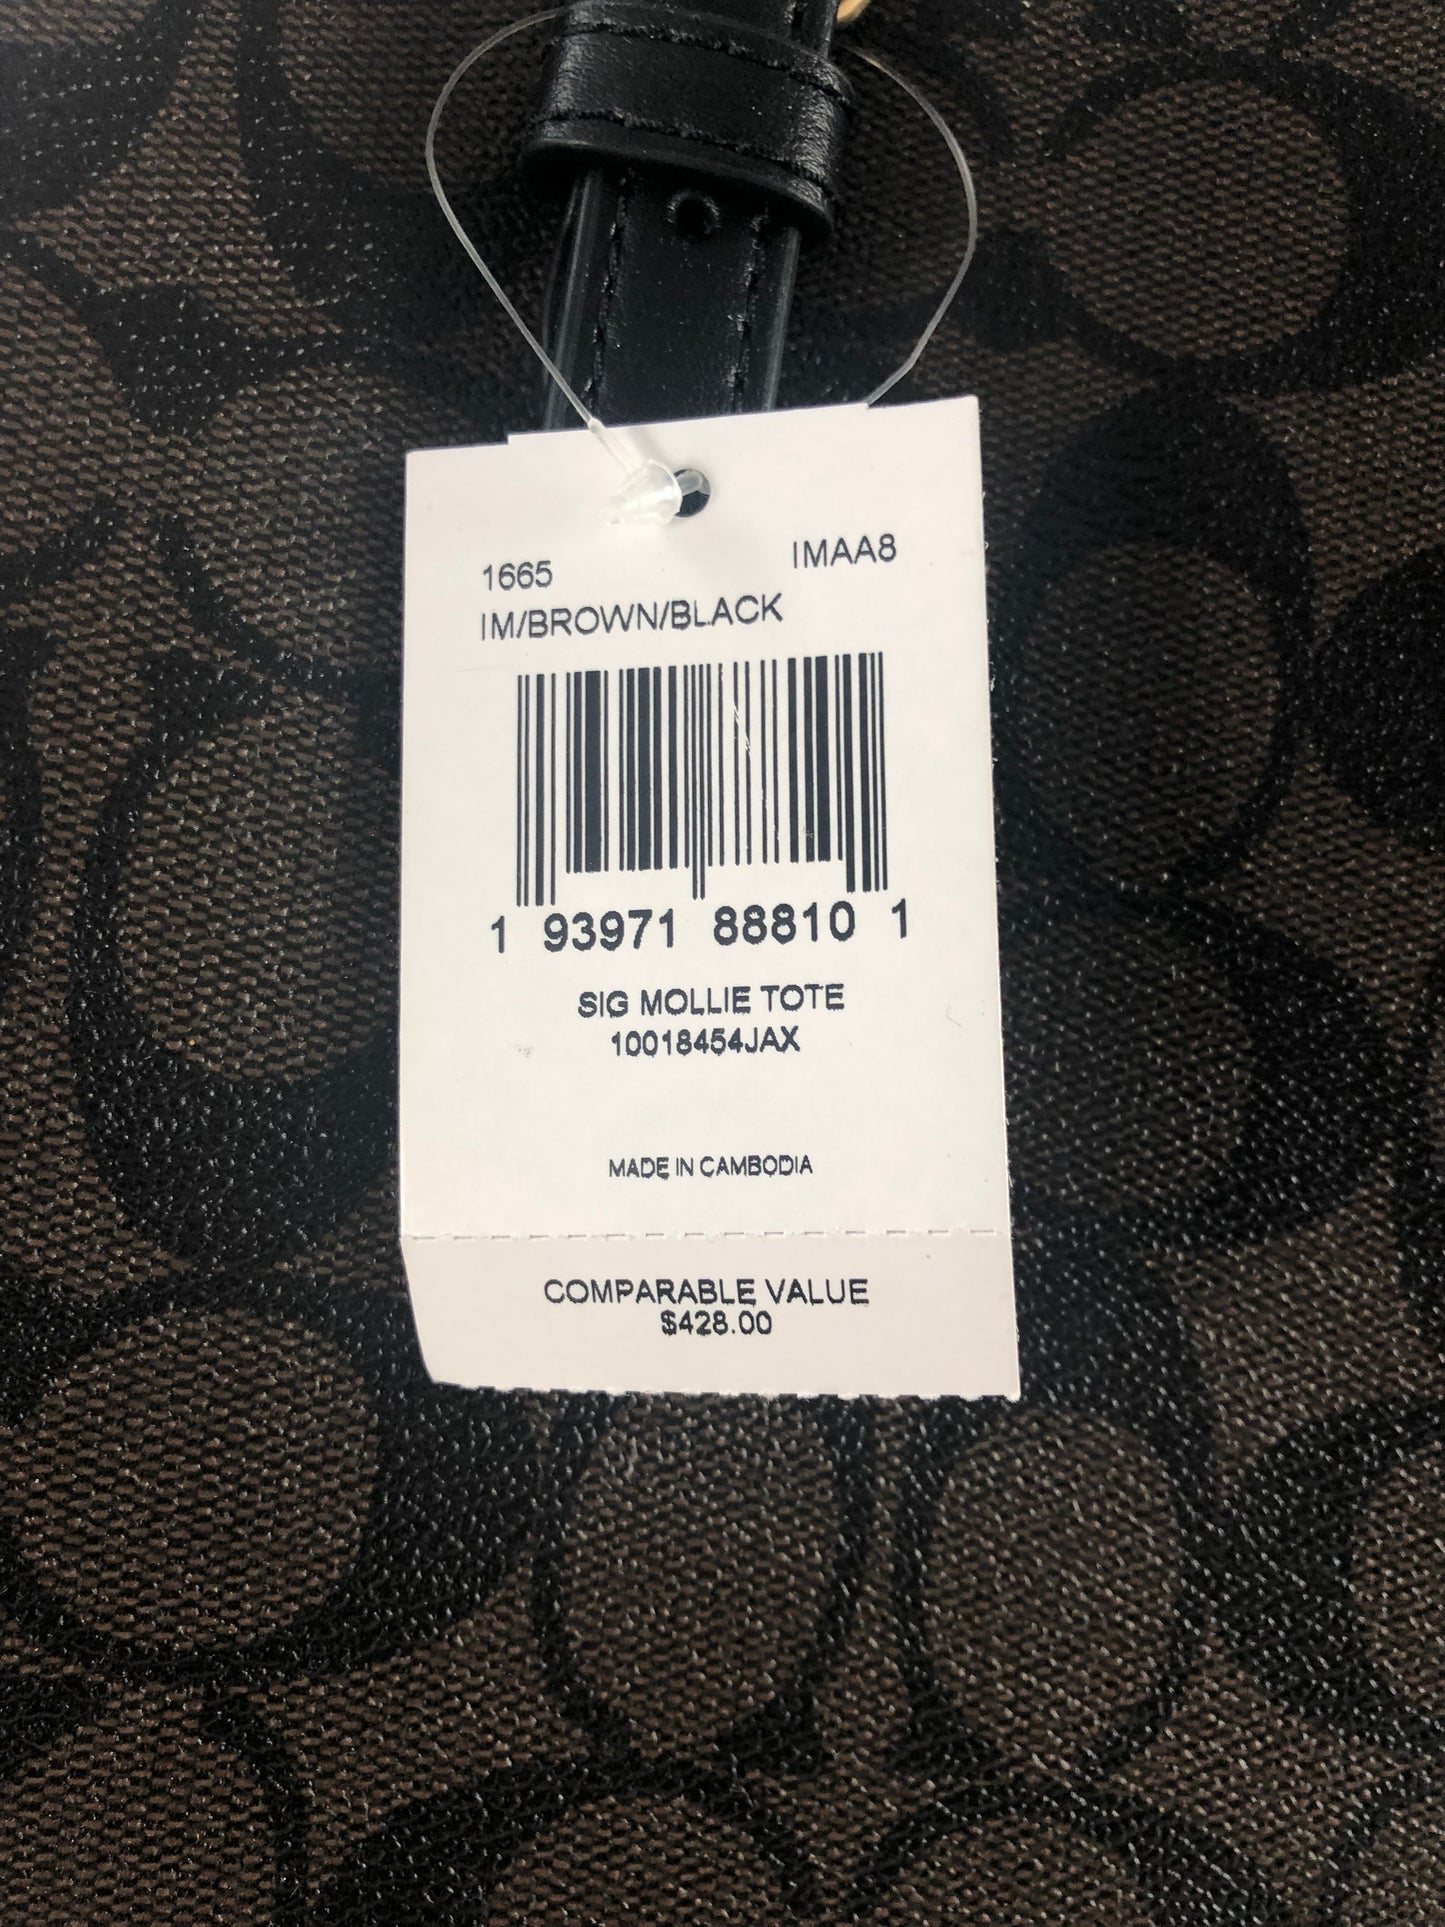 1665 IMAA8
IM/BROWN/BLACK
1 93971 88810 1
SIG MOLLIE TOTE
10018454JAX
MADE IN CAMBODIA
COMPARABLE VALUE
$428.00